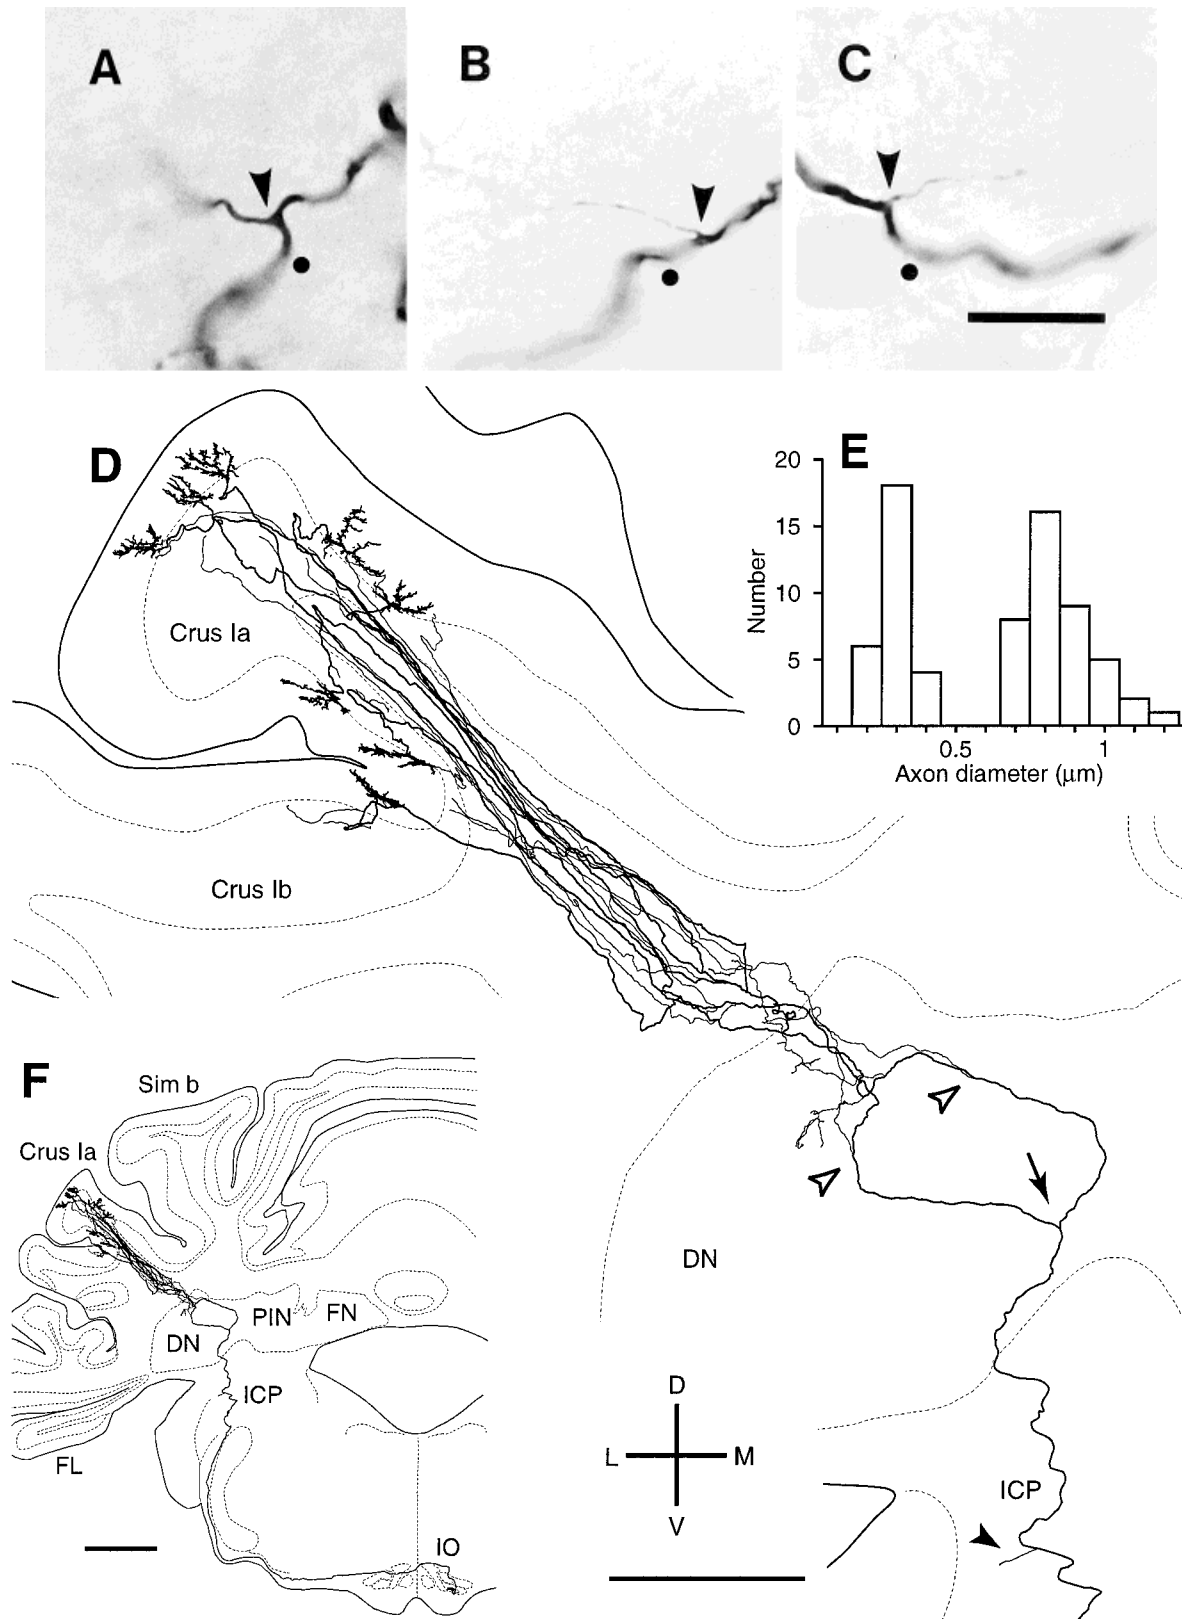 A
B
C
D
E
20
15
10
5
0
Number
0.5
1
Axon diameter (μm)
Crus Ia
Crus Ib
F
Sim b
Crus Ia
PIN
FN
DN
ICP
FL
IO
DN
D
L
M
V
ICP